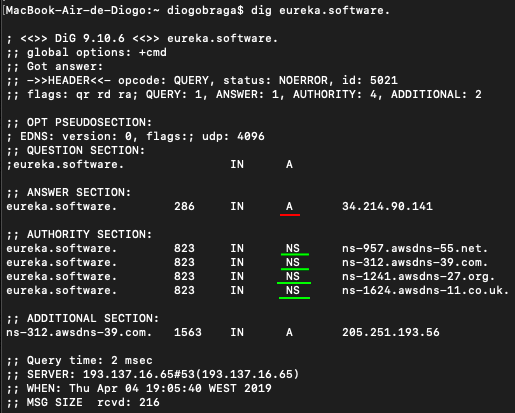 [MacBook-Air-de-Diogo:~ diogobraga$ dig eureka.software.
; <<>> DiG 9.10.6 <<>> eureka.software.
;; global options: +cmd
;; Got answer:
;; ->>HEADER<<- opcode: QUERY, status: NOERROR, id: 5021
;; flags: qr rd ra; QUERY: 1, ANSWER: 1, AUTHORITY: 4, ADDITIONAL: 2
;; OPT PSEUDOSECTION:
; EDNS: version: 0, flags:; udp: 4096
;; QUESTION SECTION:
;eureka.software. IN A
;; ANSWER SECTION:
eureka.software. 286 IN A 34.214.90.141
;; AUTHORITY SECTION:
eureka.software. 823 IN NS ns-957.awsdns-55.net.
eureka.software. 823 IN NS ns-312.awsdns-39.com.
eureka.software. 823 IN NS ns-1241.awsdns-27.org.
eureka.software. 823 IN NS ns-1624.awsdns-11.co.uk.
;; ADDITIONAL SECTION:
ns-312.awsdns-39.com. 1563 IN A 205.251.193.56
;; Query time: 2 msec
;; SERVER: 193.137.16.65#53(193.137.16.65)
;; WHEN: Thu Apr 04 19:05:40 WEST 2019
;; MSG SIZE rcvd: 216